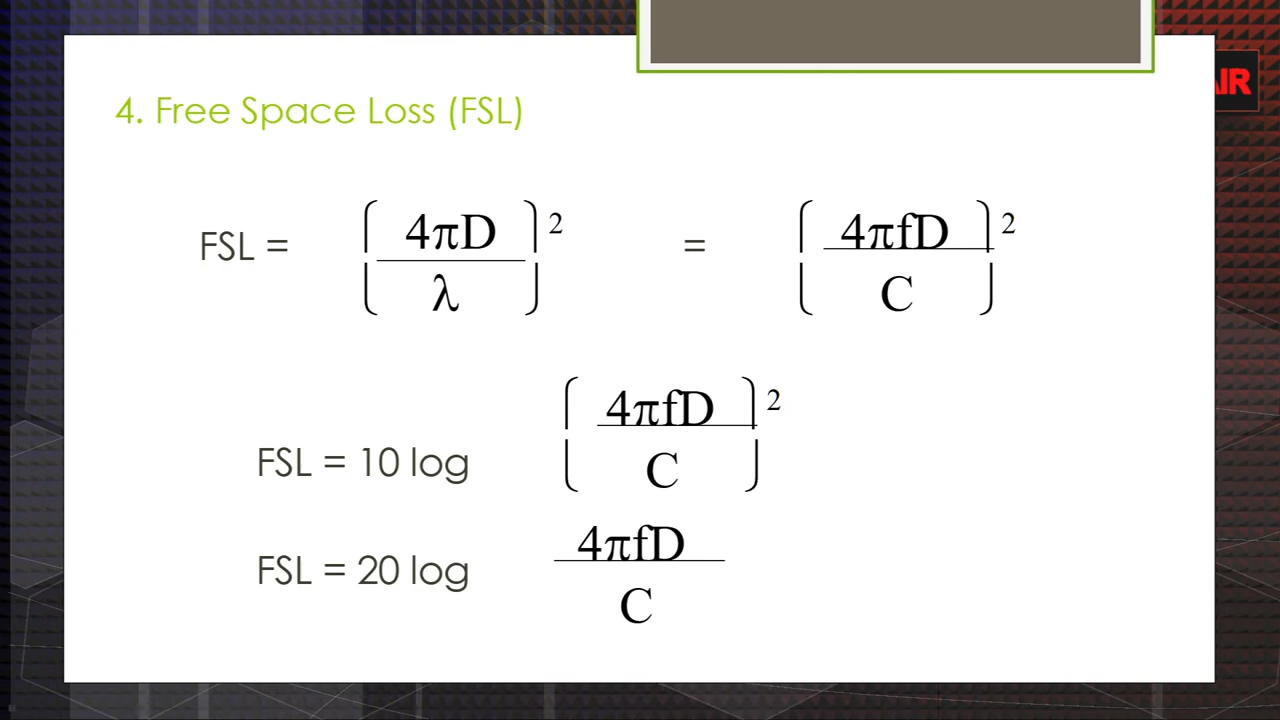 4. Free Space Loss (FSL)
FSL = ( 4πD / λ )² = ( 4πfD / C )²
FSL = 10 log ( 4πfD / C )²
FSL = 20 log 4πfD / C